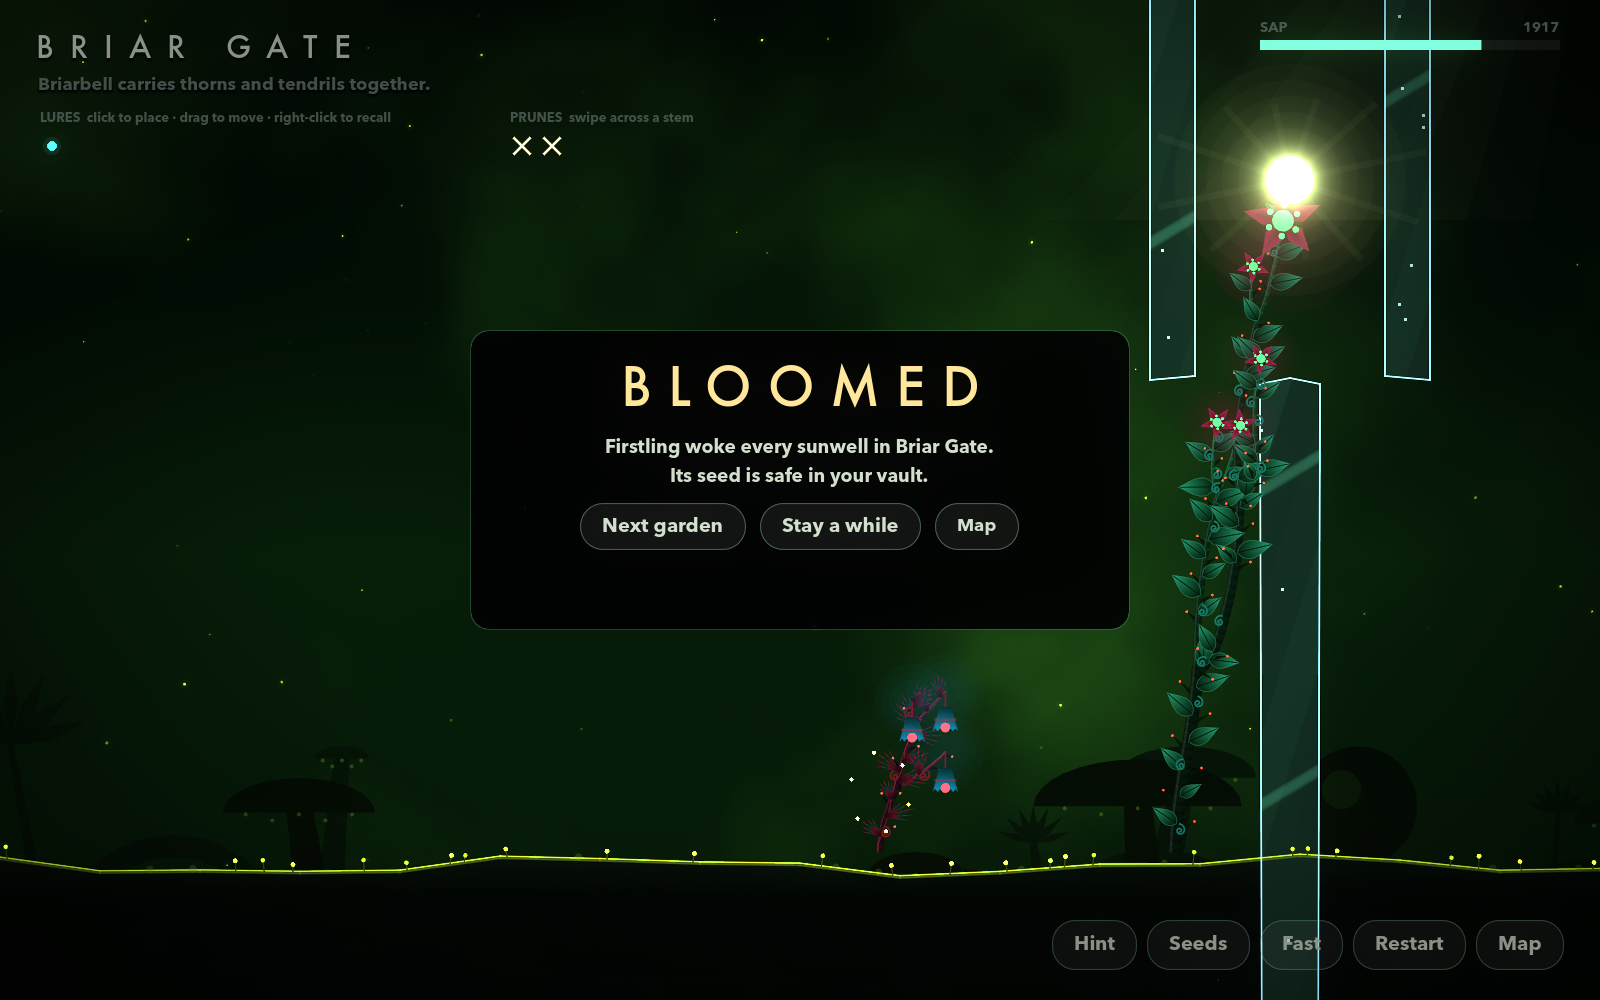 BRIAR GATE
Briarbell carries thorns and tendrils together.
LURES click to place · drag to move · right-click to recall
PRUNES swipe across a stem
SAP 1917
BLOOMED
Firstling woke every sunwell in Briar Gate.
Its seed is safe in your vault.
Next garden Stay a while Map
Hint Seeds Fast Restart Map